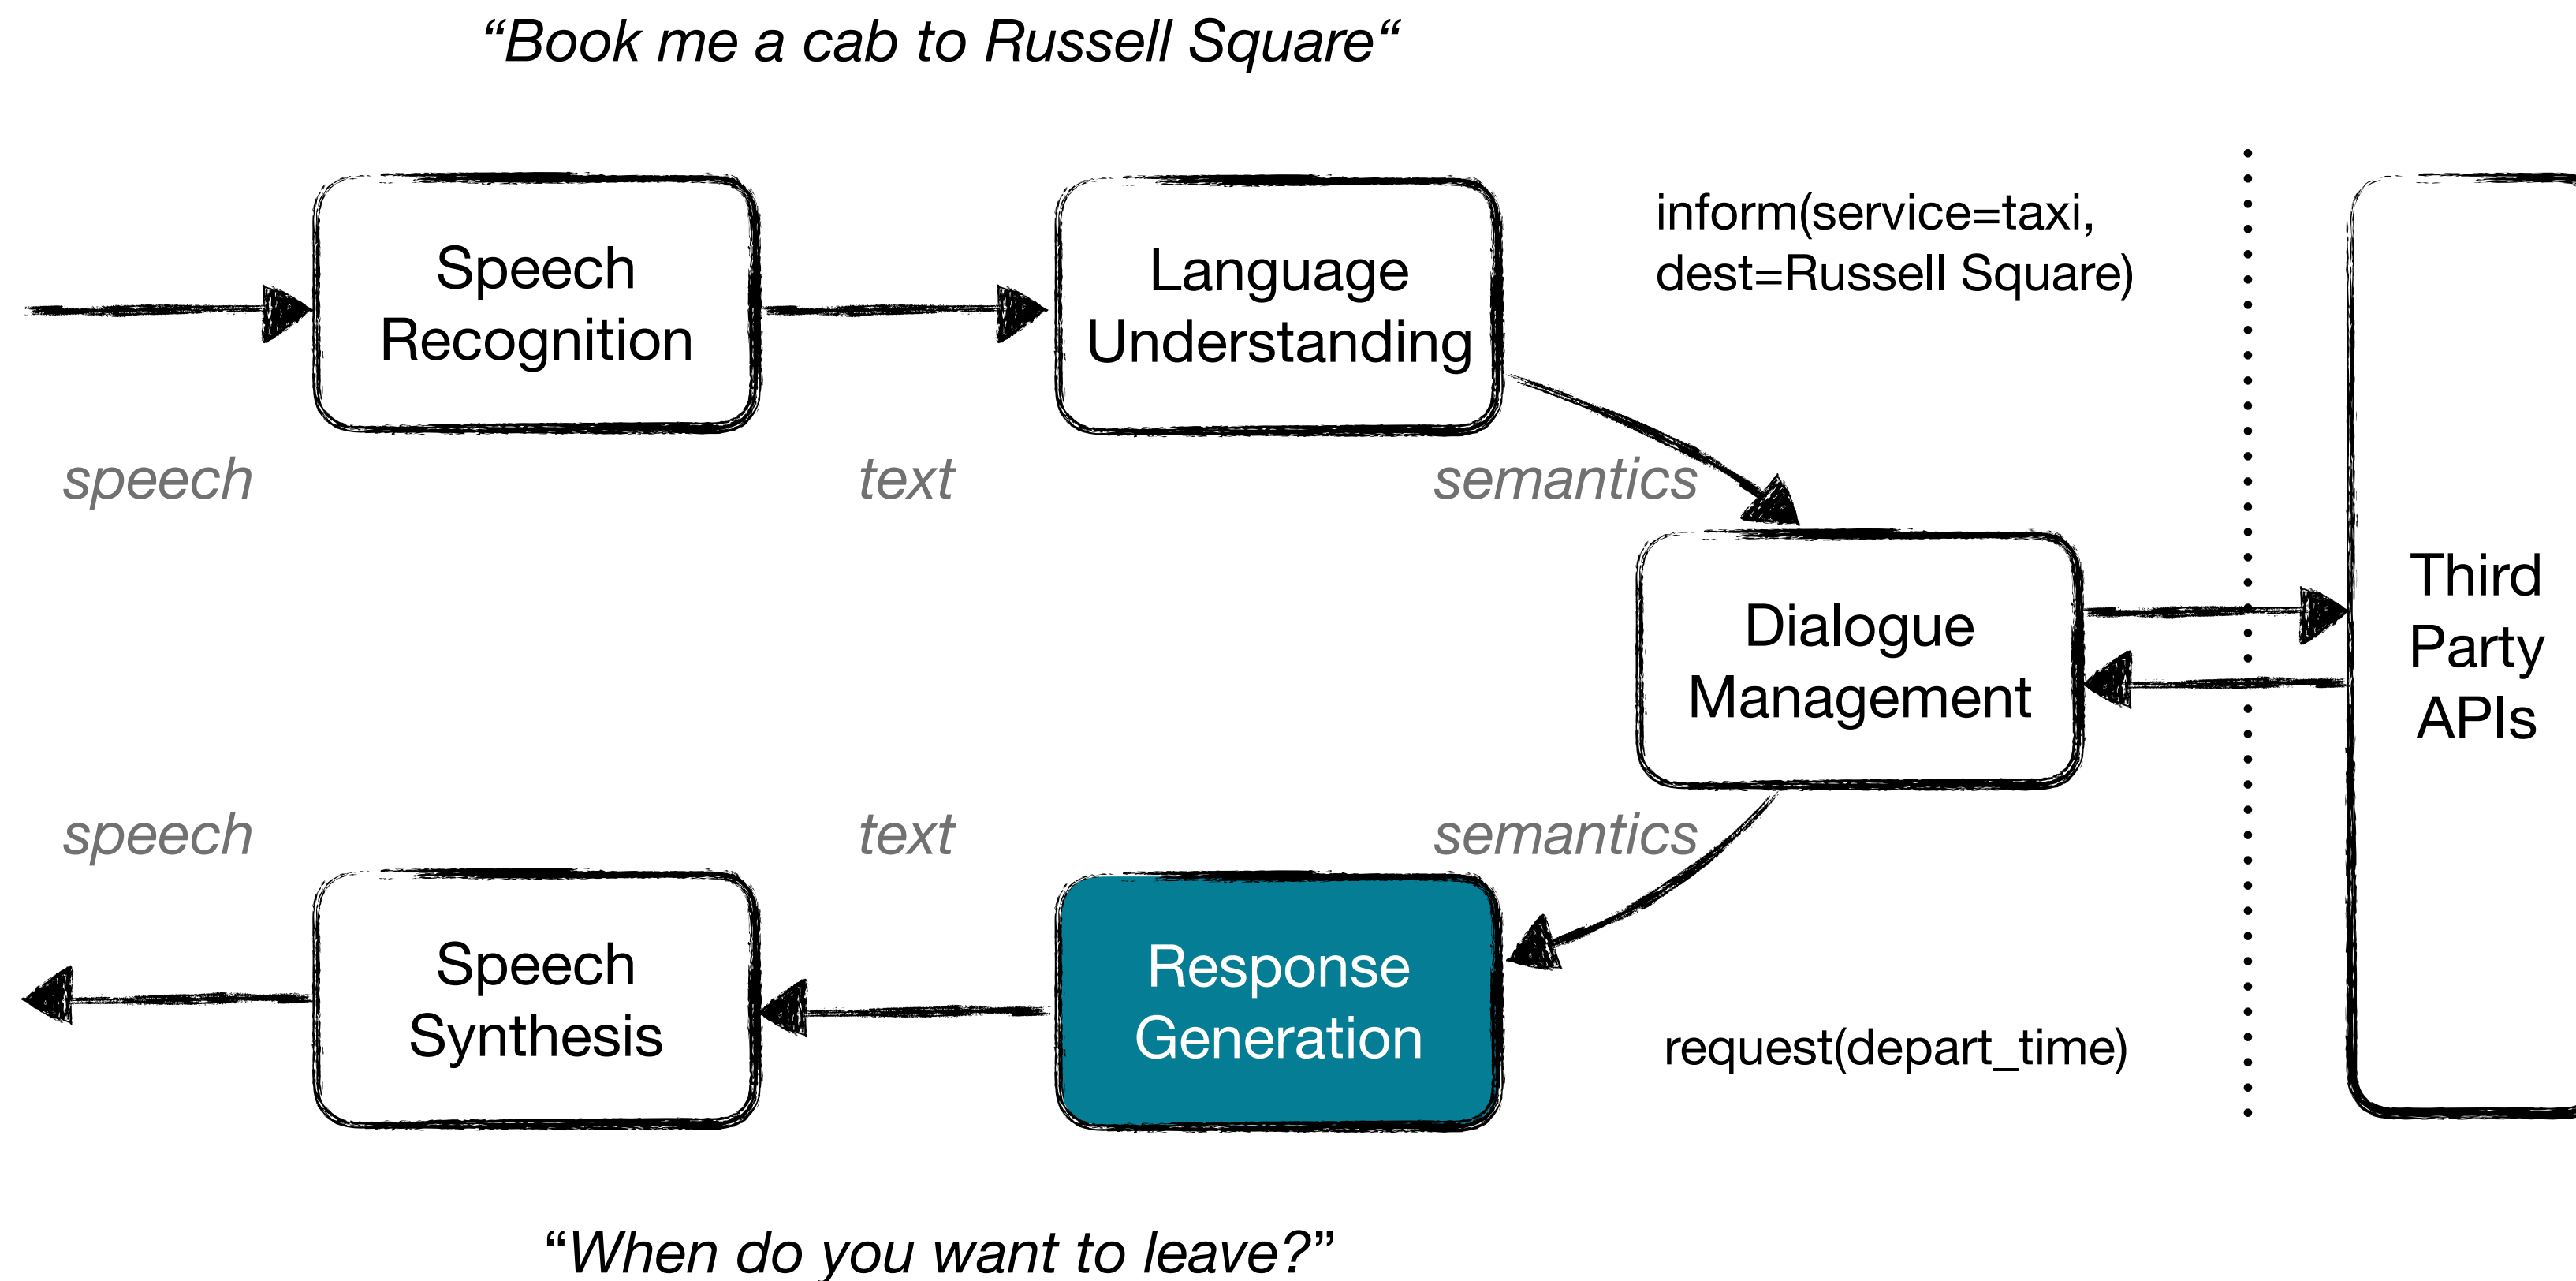 “Book me a cab to Russell Square“
Speech
Recognition
Language
Understanding
inform(service=taxi,
dest=Russell Square)
speech
text
semantics
Dialogue
Management
Third
Party
APIs
speech
text
semantics
Speech
Synthesis
Response
Generation
request(depart_time)
“When do you want to leave?”